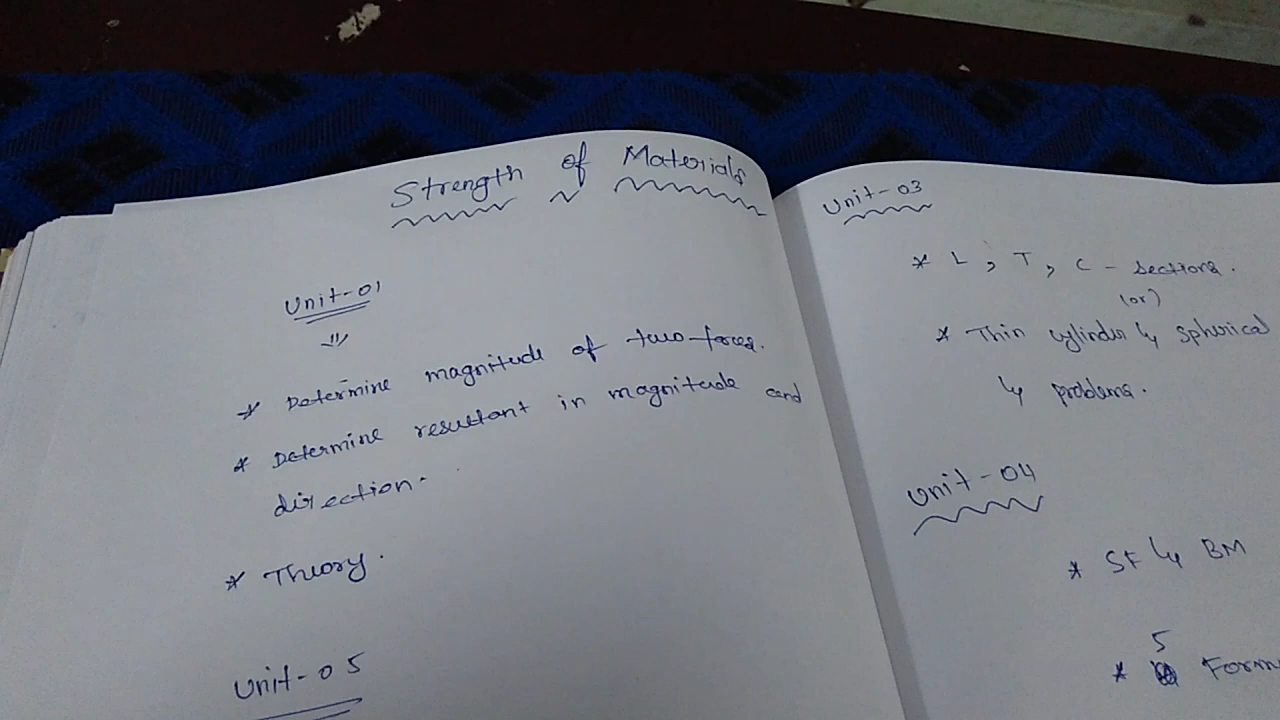 Strength of Materials
Unit-01
* Determine magnitude of two forces.
* Determine resultant in magnitude and
direction.
* Theory.
Unit-05
Unit-03
* L, T, C - Sections.
(or)
* Thin cylinder & spherical
↳ problems.
Unit-04
* SF & BM
5
*